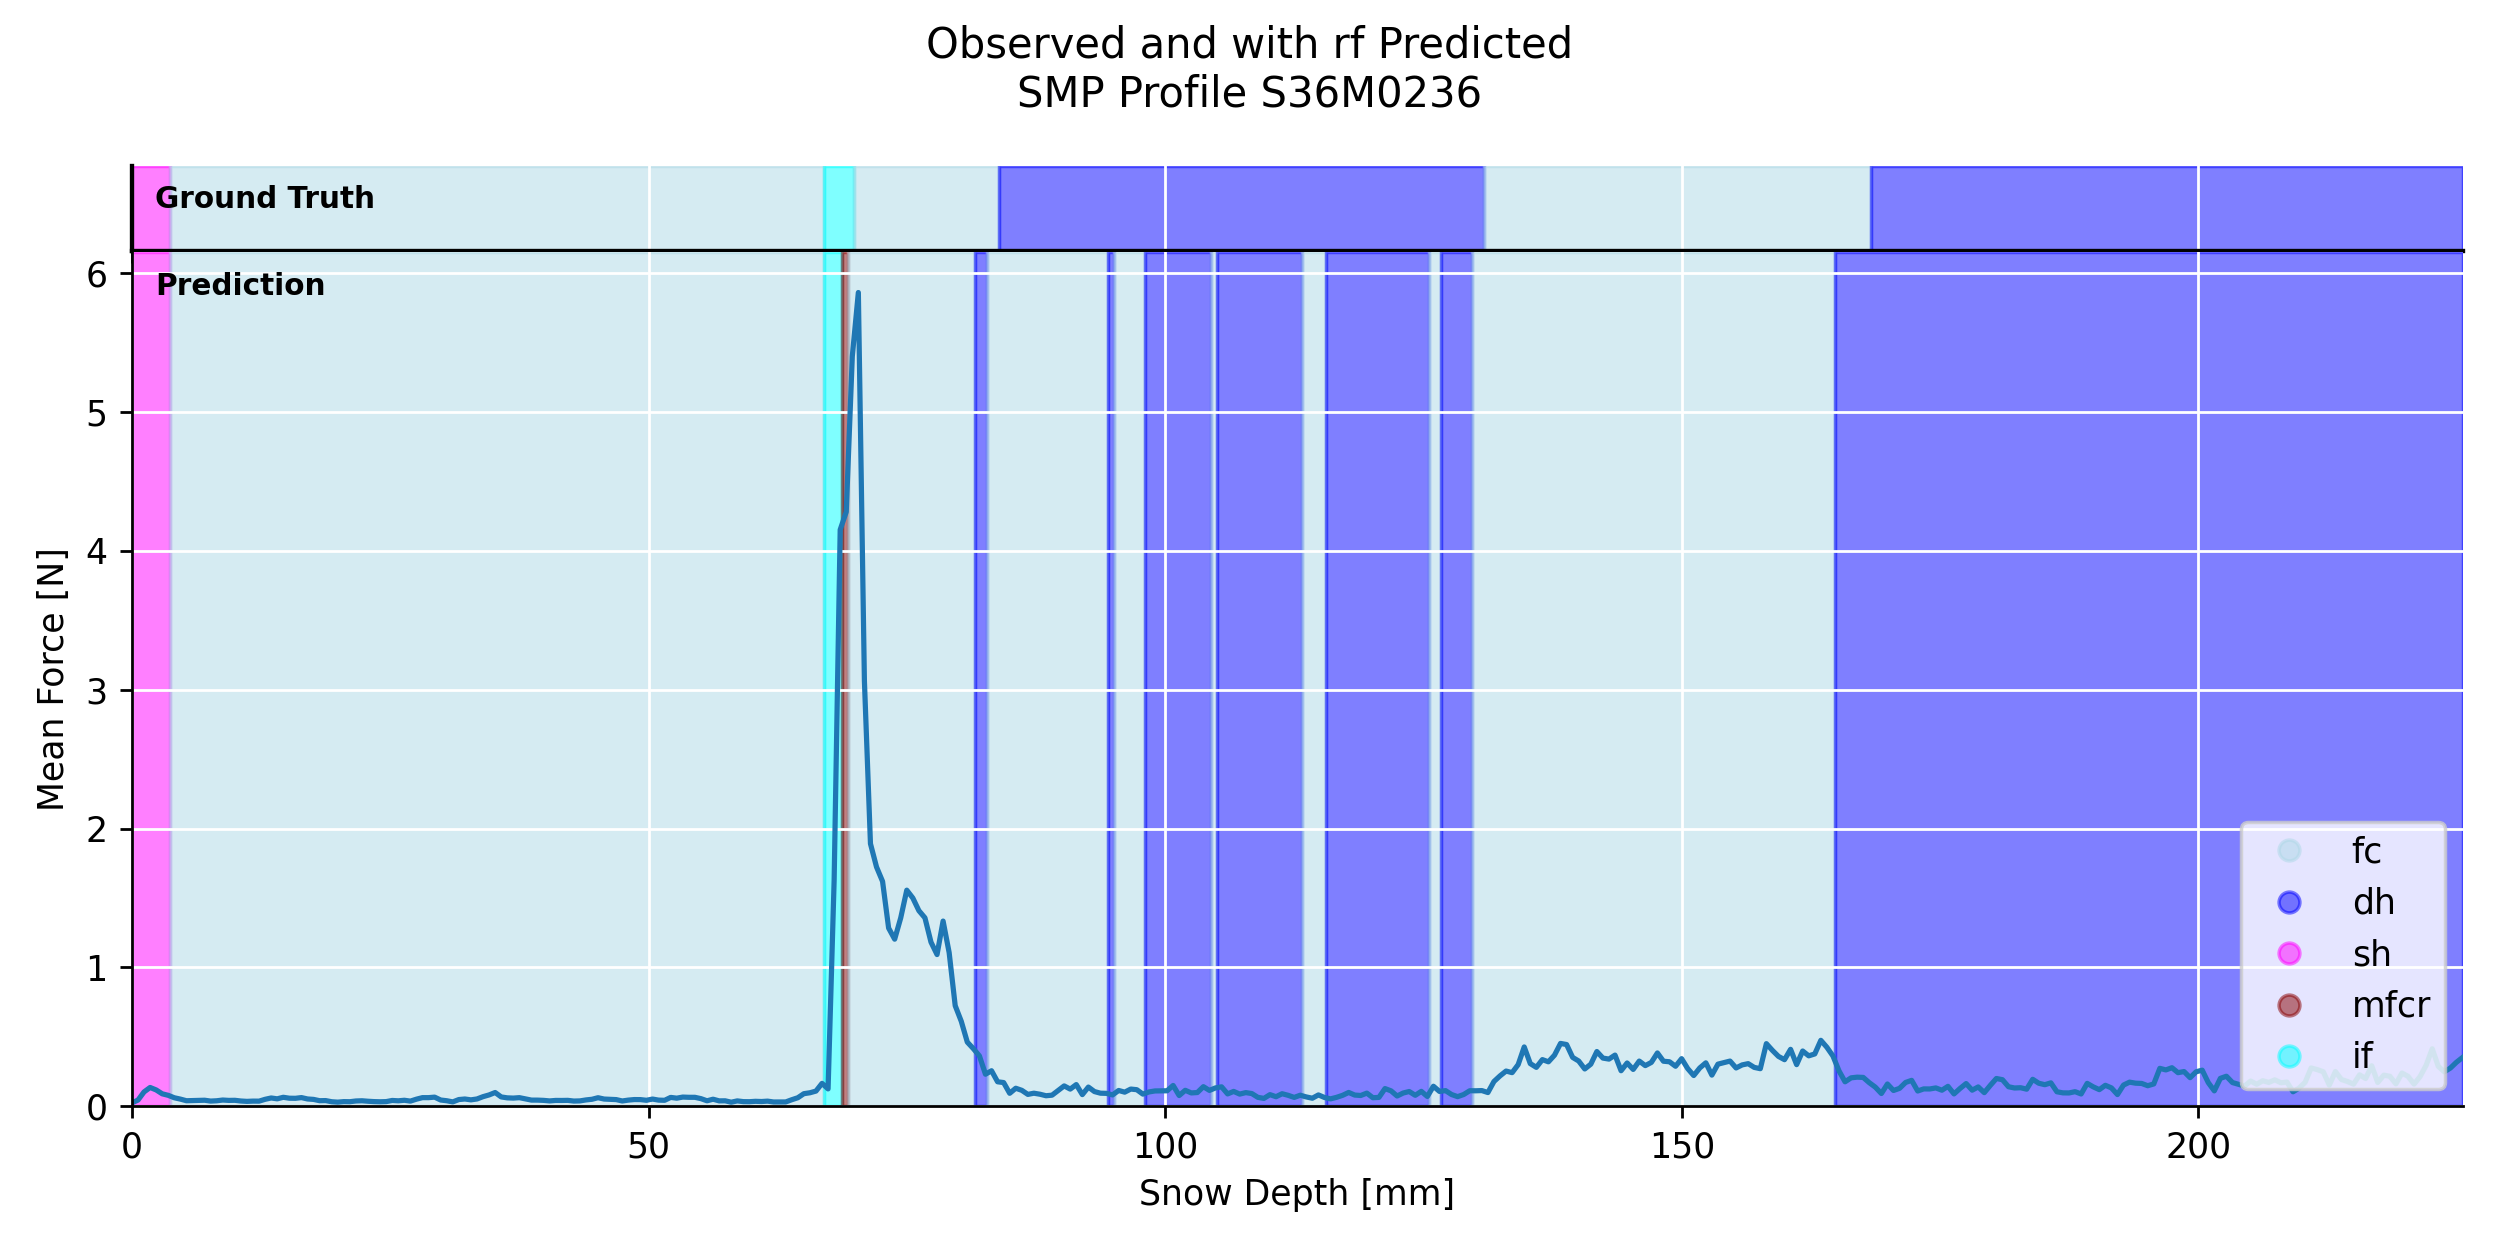 Observed and with rf Predicted
SMP Profile S36M0236
Ground Truth
Prediction
6
5
4
3
2
1
0
Mean Force [N]
fc
dh
sh
mfcr
if
0 50 100 150 200
Snow Depth [mm]